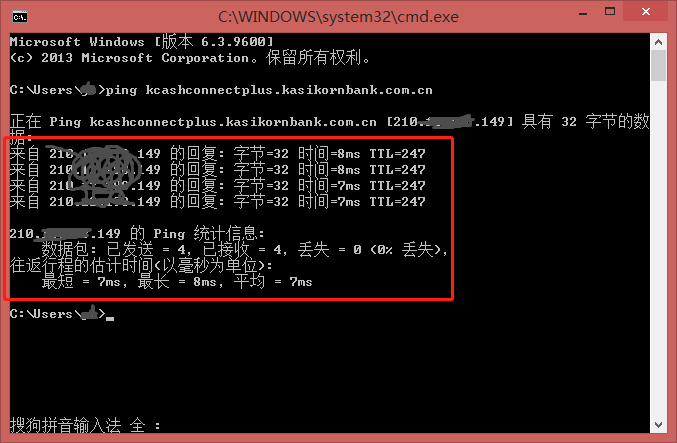 C:\WINDOWS\system32\cmd.exe
Microsoft Windows [版本 6.3.9600]
(c) 2013 Microsoft Corporation。保留所有权利。
C:\Users\ >ping kcashconnectplus.kasikornbank.com.cn
正在 Ping kcashconnectplus.kasikornbank.com.cn [210. .149] 具有 32 字节的数
据:
来自 210. .149 的回复: 字节=32 时间=8ms TTL=247
来自 210. .149 的回复: 字节=32 时间=8ms TTL=247
来自 210. .149 的回复: 字节=32 时间=7ms TTL=247
来自 210. .149 的回复: 字节=32 时间=7ms TTL=247
210. .149 的 Ping 统计信息:
数据包: 已发送 = 4, 已接收 = 4, 丢失 = 0 (0% 丢失),
往返行程的估计时间(以毫秒为单位):
最短 = 7ms, 最长 = 8ms, 平均 = 7ms
C:\Users\ >
搜狗拼音输入法 全 :